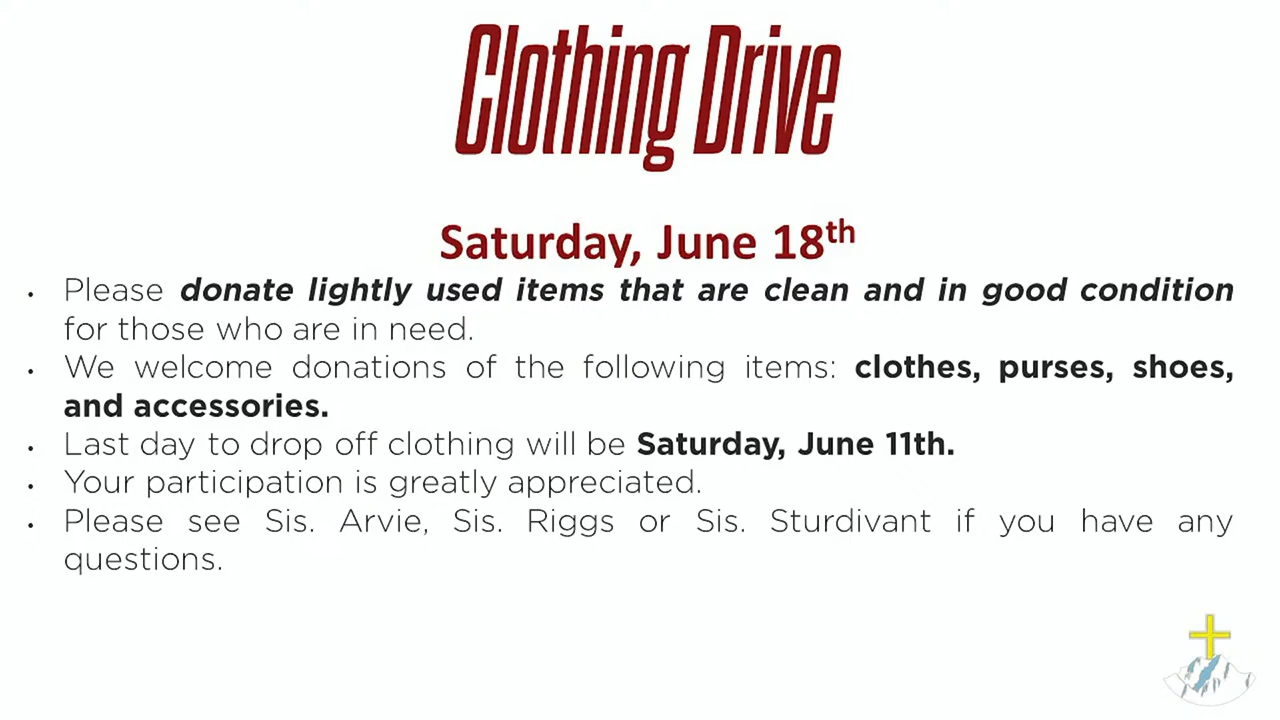 Clothing Drive
Saturday, June 18th
• Please donate lightly used items that are clean and in good condition
for those who are in need.
• We welcome donations of the following items: clothes, purses, shoes,
and accessories.
• Last day to drop off clothing will be Saturday, June 11th.
• Your participation is greatly appreciated.
• Please see Sis. Arvie, Sis. Riggs or Sis. Sturdivant if you have any
questions.